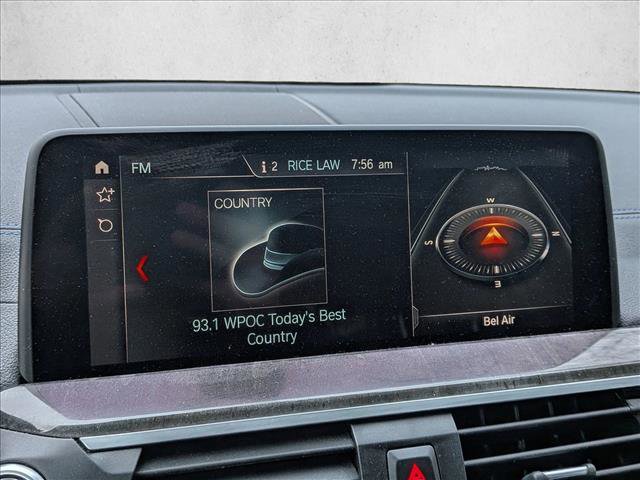 FM
i 2 RICE LAW 7:56 am
COUNTRY
93.1 WPOC Today's Best
Country
W
S N
E
Bel Air